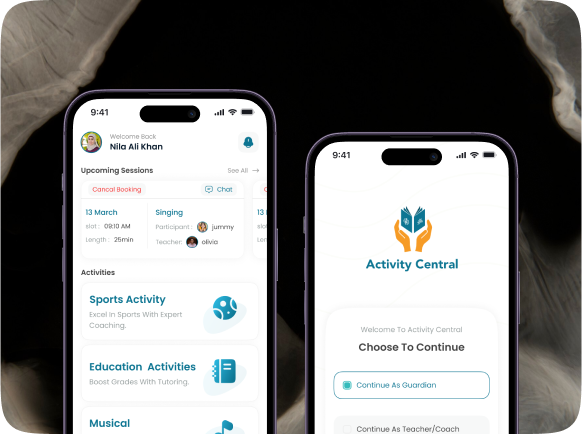 9:41
Welcome Back
Nila Ali Khan
Upcoming Sessions
See All
Cancal Booking
Chat
C
13 March
Singing
13 I
slat : 09:10 AM
Participant : jummy
slo
Length : 25min
Teacher: olivia
Len
Activities
Sports Activity
Excel In Sports With Expert
Coaching.
Education Activities
Boost Grades With Tutoring.
Musical
9:41
Activity Central
Welcome To Activity Central
Choose To Continue
Continue As Guardian
Continue As Teacher/Coach